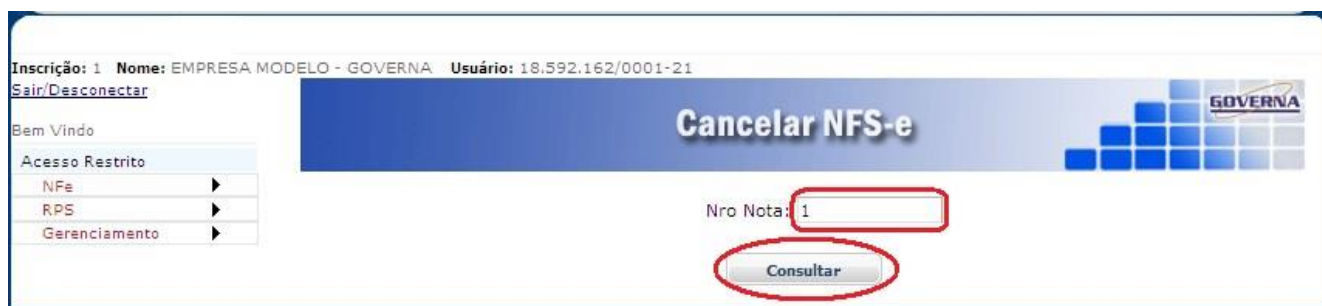 Inscrição: 1 Nome: EMPRESA MODELO - GOVERNA Usuário: 18.592.162/0001-21
Sair/Desconectar
Cancelar NFS-e
GOVERNA
Bem Vindo
Acesso Restrito
NFe
RPS
Gerenciamento
Nro Nota: 1
Consultar